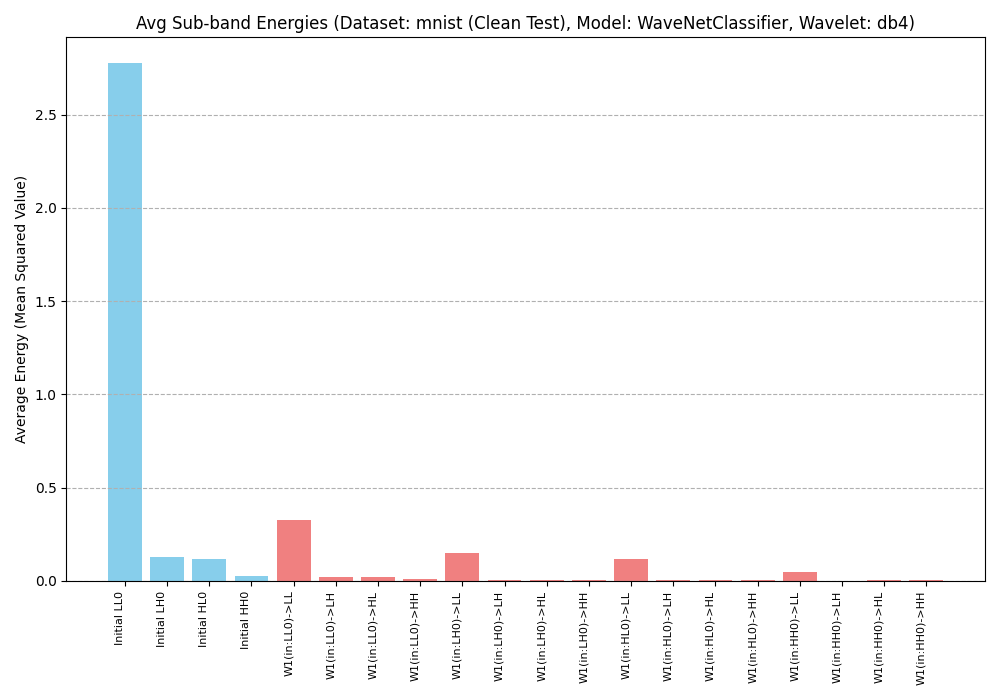 Avg Sub-band Energies (Dataset: mnist (Clean Test), Model: WaveNetClassifier, Wavelet: db4)
Average Energy (Mean Squared Value)
2.5
2.0
1.5
1.0
0.5
0.0
Initial LL0
Initial LH0
Initial HL0
Initial HH0
W1(in:LL0)->LL
W1(in:LL0)->LH
W1(in:LL0)->HL
W1(in:LL0)->HH
W1(in:LH0)->LL
W1(in:LH0)->LH
W1(in:LH0)->HL
W1(in:LH0)->HH
W1(in:HL0)->LL
W1(in:HL0)->LH
W1(in:HL0)->HL
W1(in:HL0)->HH
W1(in:HH0)->LL
W1(in:HH0)->LH
W1(in:HH0)->HL
W1(in:HH0)->HH